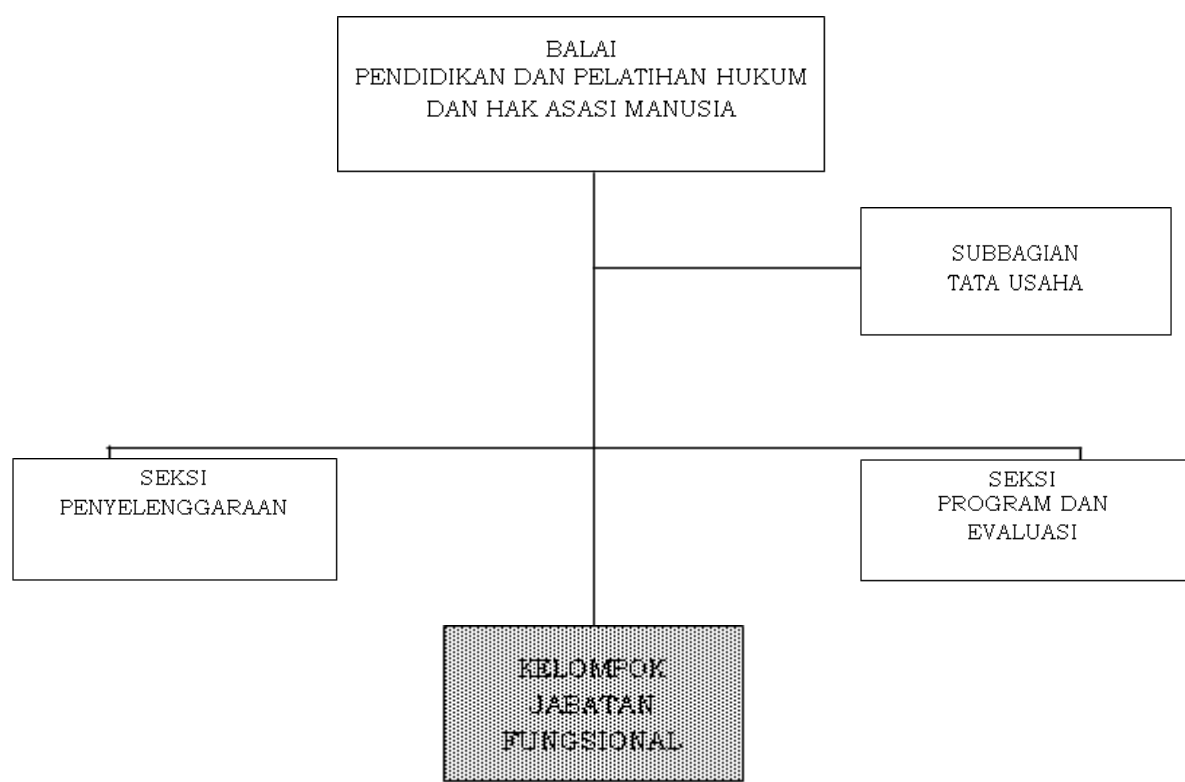 BALAI
PENDIDIKAN DAN PELATIHAN HUKUM
DAN HAK ASASI MANUSIA
SUBBAGIAN
TATA USAHA
SEKSI
PENYELENGGARAAN
SEKSI
PROGRAM DAN
EVALUASI
KELOMPOK
JABATAN
FUNGSIONAL